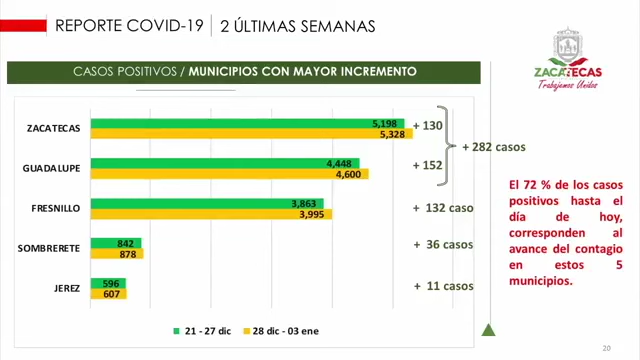 REPORTE COVID-19 | 2 ÚLTIMAS SEMANAS
ZACATECAS
Trabajemos Unidos
CASOS POSITIVOS / MUNICIPIOS CON MAYOR INCREMENTO
ZACATECAS 5,198 + 130
5,328
+ 282 casos
GUADALUPE 4,448 + 152
4,600
FRESNILLO 3,863 + 132 caso
3,995
SOMBRERETE 842 + 36 casos
878
JEREZ 596 + 11 casos
607
21 - 27 dic 28 dic - 03 ene
El 72 % de los casos
positivos hasta el
día de hoy,
corresponden al
avance del contagio
en estos 5
municipios.
20